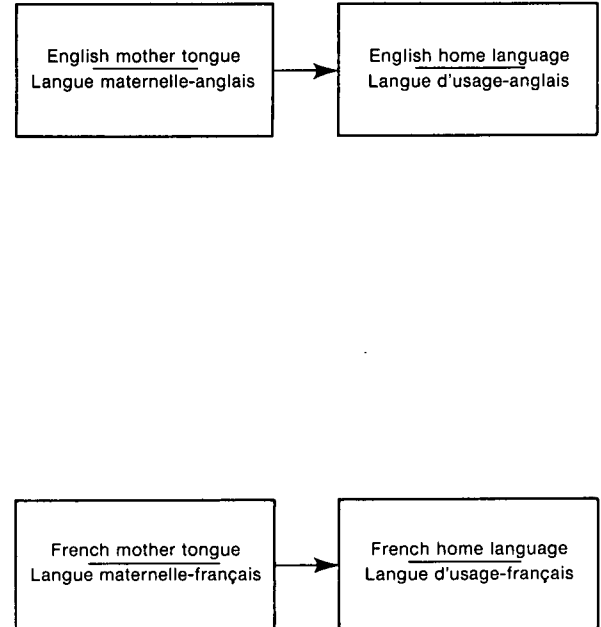 English mother tongue
Langue maternelle-anglais
English home language
Langue d'usage-anglais
French mother tongue
Langue maternelle-français
French home language
Langue d'usage-français